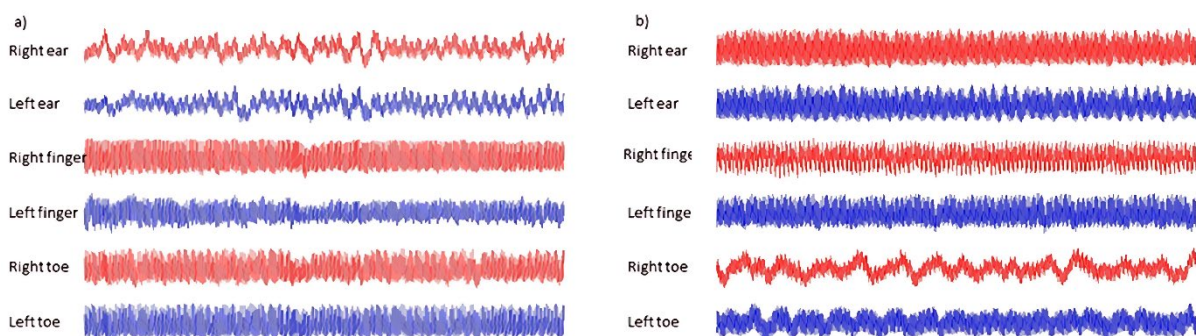 a)
Right ear
Left ear
Right finger
Left finger
Right toe
Left toe
b)
Right ear
Left ear
Right finge
Left finge
Right toe
Left toe